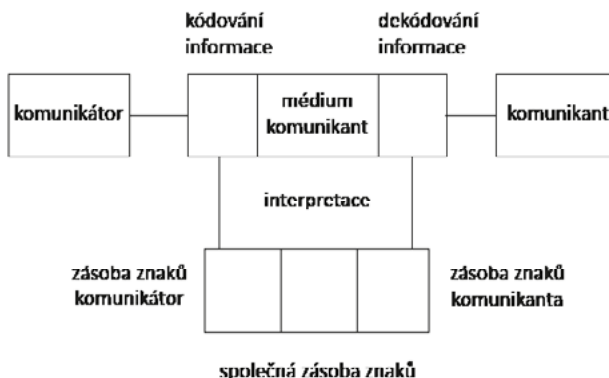 kódování
informace
dekódování
informace
komunikátor
médium
komunikant
komunikant
interpretace
zásoba znaků
komunikátor
zásoba znaků
komunikanta
společná zásoba znaků